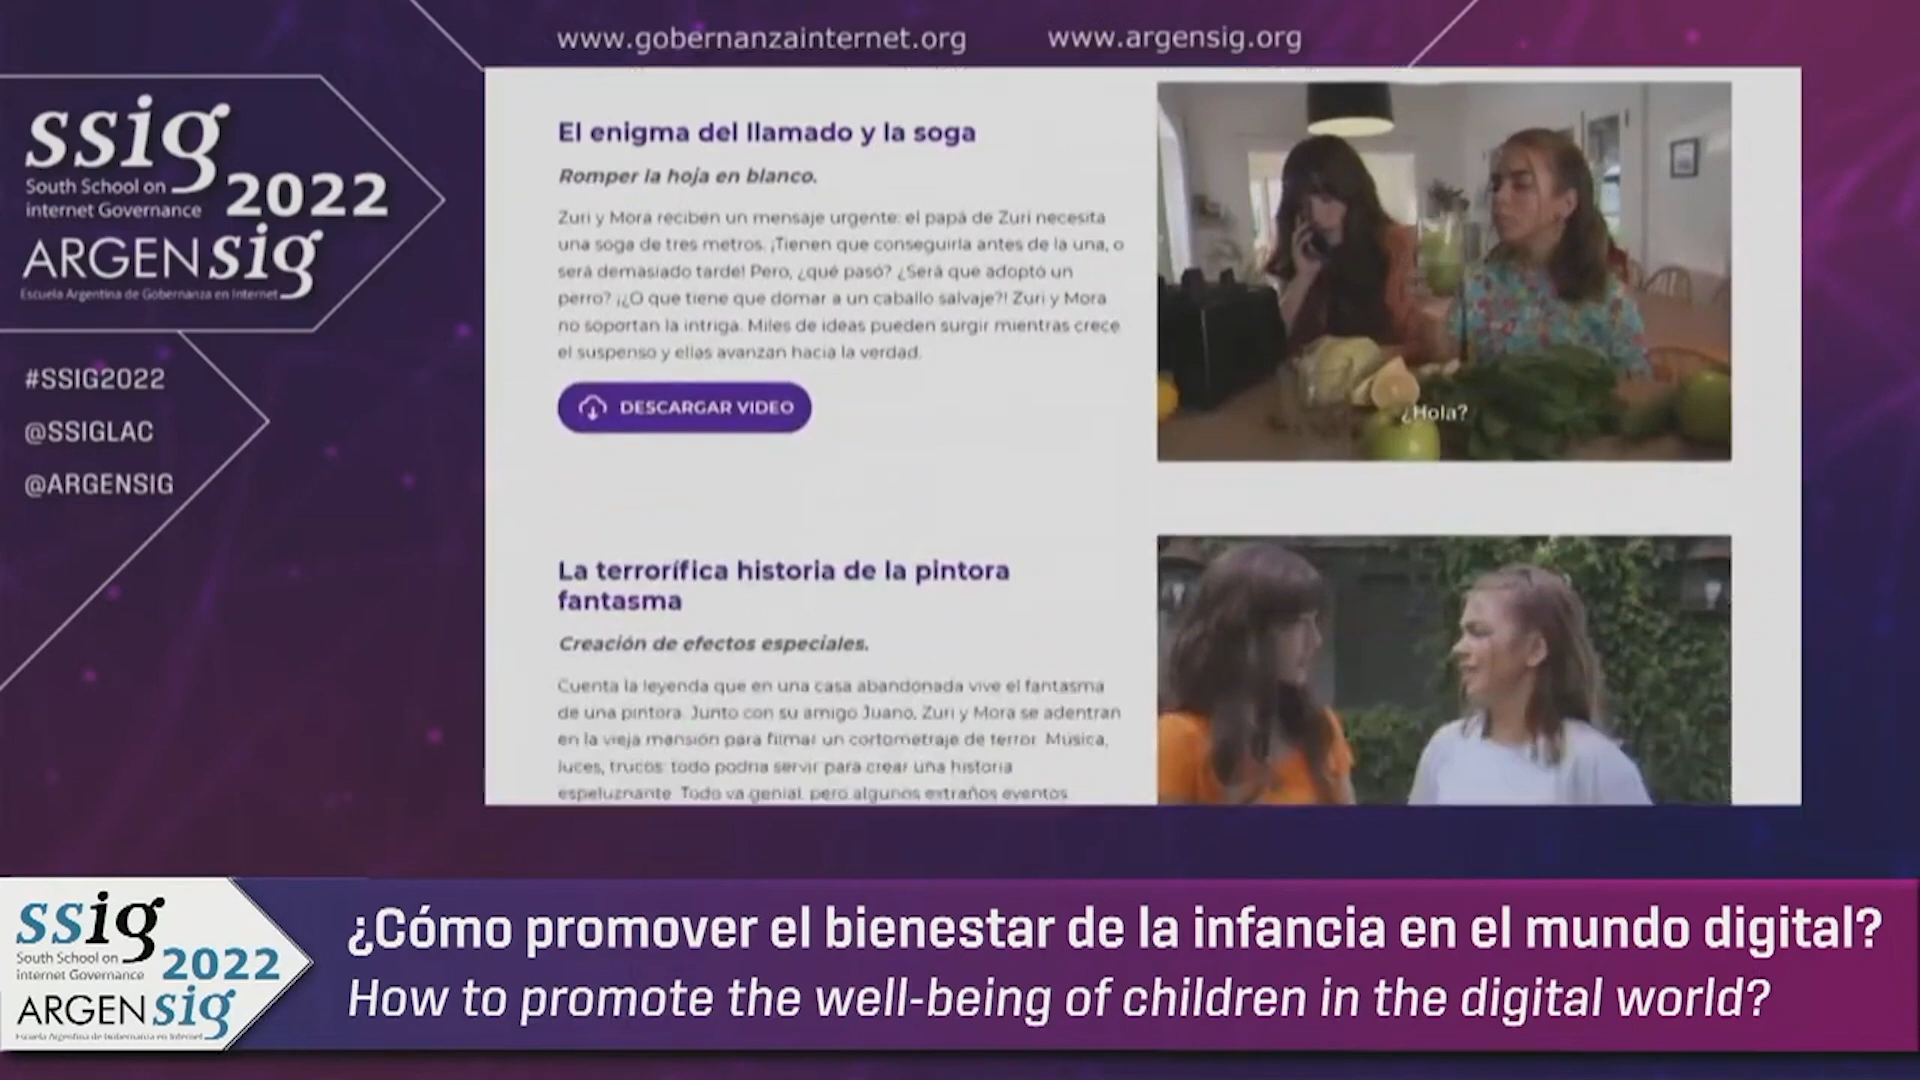 www.gobernanzainternet.org
www.argensig.org
ssig
South School on
internet Governance
2022
ARGENsig
Escuela Argentina de Gobernanza en Internet
#SSIG2022
@SSIGLAC
@ARGENSIG
El enigma del llamado y la soga
Romper la hoja en blanco.
Zuri y Mora reciben un mensaje urgente: el papá de Zuri necesita
una soga de tres metros. ¡Tienen que conseguirla antes de la una, o
será demasiado tarde! Pero, ¿qué pasó? ¿Será que adoptó un
perro? ¡¿O que tiene que domar a un caballo salvaje?! Zuri y Mora
no soportan la intriga. Miles de ideas pueden surgir mientras crece
el suspenso y ellas avanzan hacia la verdad.
DESCARGAR VIDEO
¿Hola?
La terrorífica historia de la pintora
fantasma
Creación de efectos especiales.
Cuenta la leyenda que en una casa abandonada vive el fantasma
de una pintora. Junto con su amigo Juano, Zuri y Mora se adentran
en la vieja mansión para filmar un cortometraje de terror. Música,
luces, trucos: todo podría servir para crear una historia
espeluznante. Todo va genial, pero algunos extraños eventos
ssig
South School on
internet Governance
2022
ARGENsig
Escuela Argentina de Gobernanza en Internet
¿Cómo promover el bienestar de la infancia en el mundo digital?
How to promote the well-being of children in the digital world?